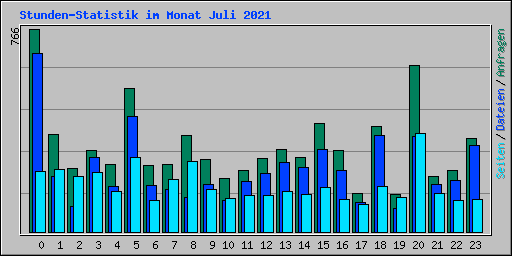 Stunden-Statistik im Monat Juli 2021
766
Seiten / Dateien / Anfragen
0 1 2 3 4 5 6 7 8 9 10 11 12 13 14 15 16 17 18 19 20 21 22 23